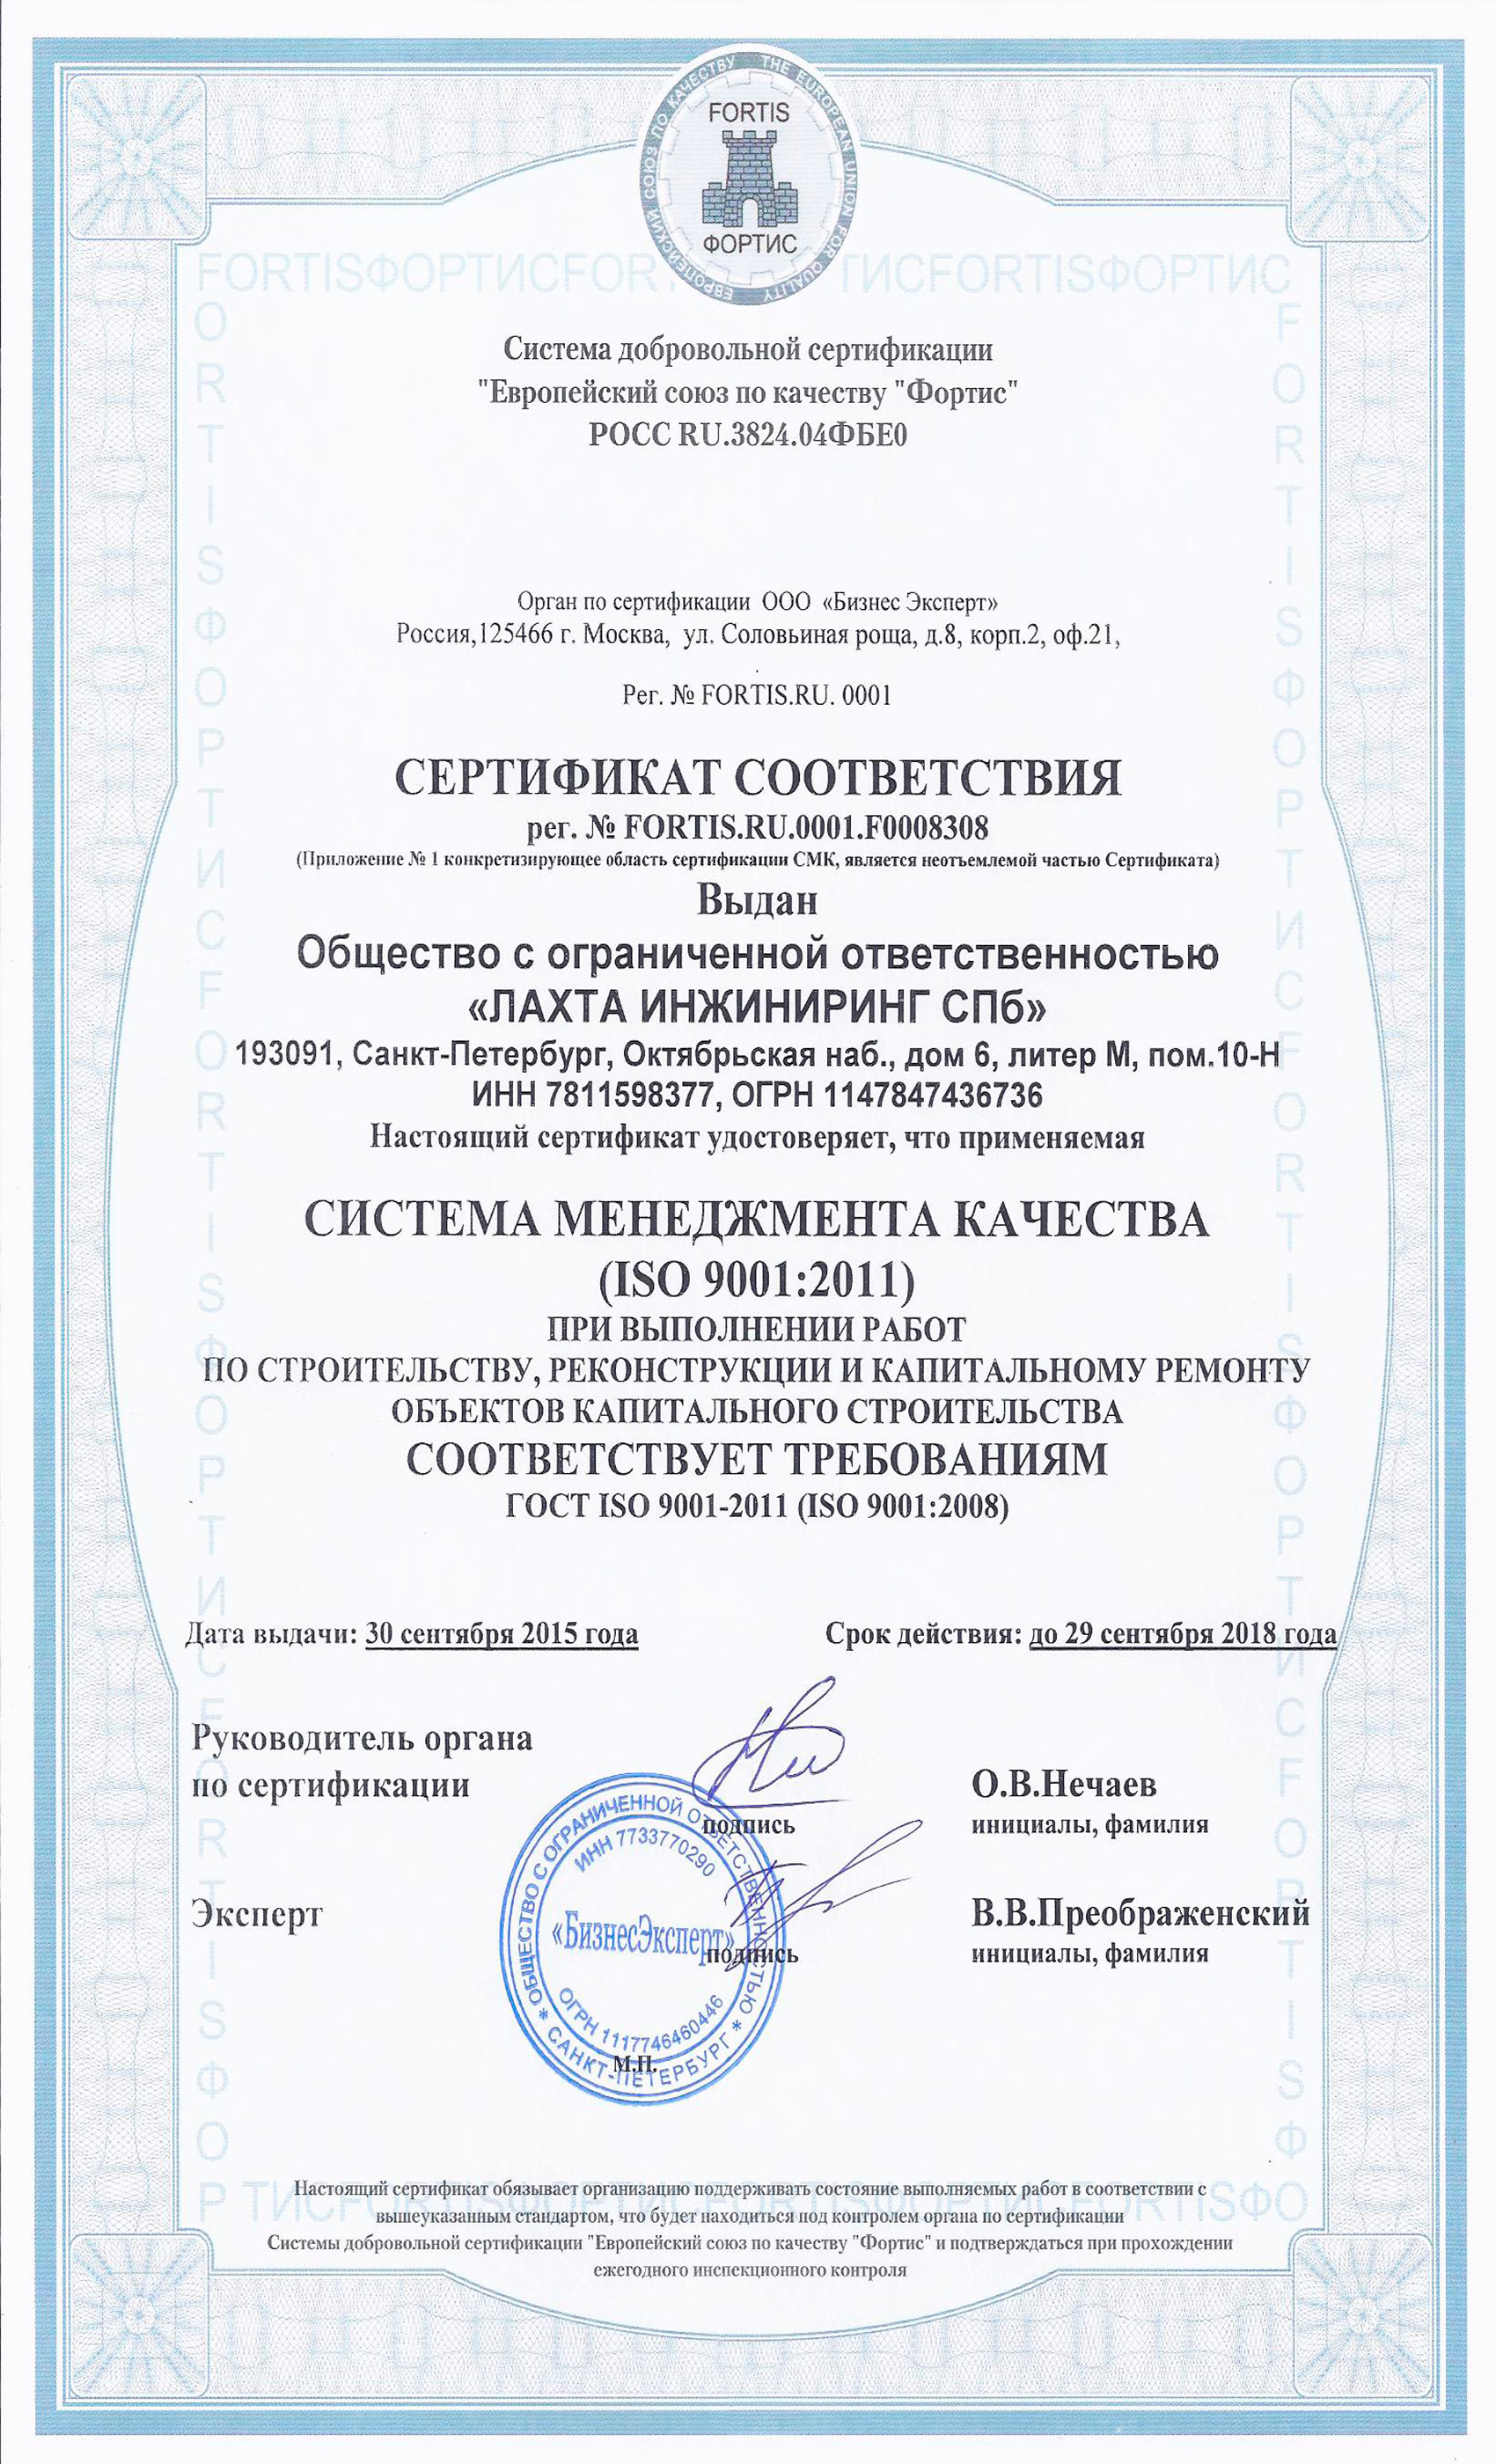 ЕВРОПЕЙСКИЙ СОЮЗ ПО КАЧЕСТВУ THE EUROPEAN UNION FOR QUALITY
FORTIS
ФОРТИС
Система добровольной сертификации
"Европейский союз по качеству "Фортис"
РОСС RU.3824.04ФБЕ0
Орган по сертификации ООО «Бизнес Эксперт»
Россия,125466 г. Москва, ул. Соловьиная роща, д.8, корп.2, оф.21,
Рег. № FORTIS.RU. 0001
СЕРТИФИКАТ СООТВЕТСТВИЯ
рег. № FORTIS.RU.0001.F0008308
(Приложение № 1 конкретизирующее область сертификации СМК, является неотъемлемой частью Сертификата)
Выдан
Общество с ограниченной ответственностью
«ЛАХТА ИНЖИНИРИНГ СПб»
193091, Санкт-Петербург, Октябрьская наб., дом 6, литер М, пом.10-Н
ИНН 7811598377, ОГРН 1147847436736
Настоящий сертификат удостоверяет, что применяемая
СИСТЕМА МЕНЕДЖМЕНТА КАЧЕСТВА
(ISO 9001:2011)
ПРИ ВЫПОЛНЕНИИ РАБОТ
ПО СТРОИТЕЛЬСТВУ, РЕКОНСТРУКЦИИ И КАПИТАЛЬНОМУ РЕМОНТУ
ОБЪЕКТОВ КАПИТАЛЬНОГО СТРОИТЕЛЬСТВА
СООТВЕТСТВУЕТ ТРЕБОВАНИЯМ
ГОСТ ISO 9001-2011 (ISO 9001:2008)
Дата выдачи: 30 сентября 2015 года Срок действия: до 29 сентября 2018 года
Руководитель органа
по сертификации О.В.Нечаев
подпись инициалы, фамилия
Эксперт В.В.Преображенский
подпись инициалы, фамилия
ОБЩЕСТВО С ОГРАНИЧЕННОЙ ОТВЕТСТВЕННОСТЬЮ
ИНН 7733770290
«БизнесЭксперт»
ОГРН 1117746460446
* САНКТ-ПЕТЕРБУРГ *
М.П.
Настоящий сертификат обязывает организацию поддерживать состояние выполняемых работ в соответствии с
вышеуказанным стандартом, что будет находиться под контролем органа по сертификации
Системы добровольной сертификации "Европейский союз по качеству "Фортис" и подтверждаться при прохождении
ежегодного инспекционного контроля